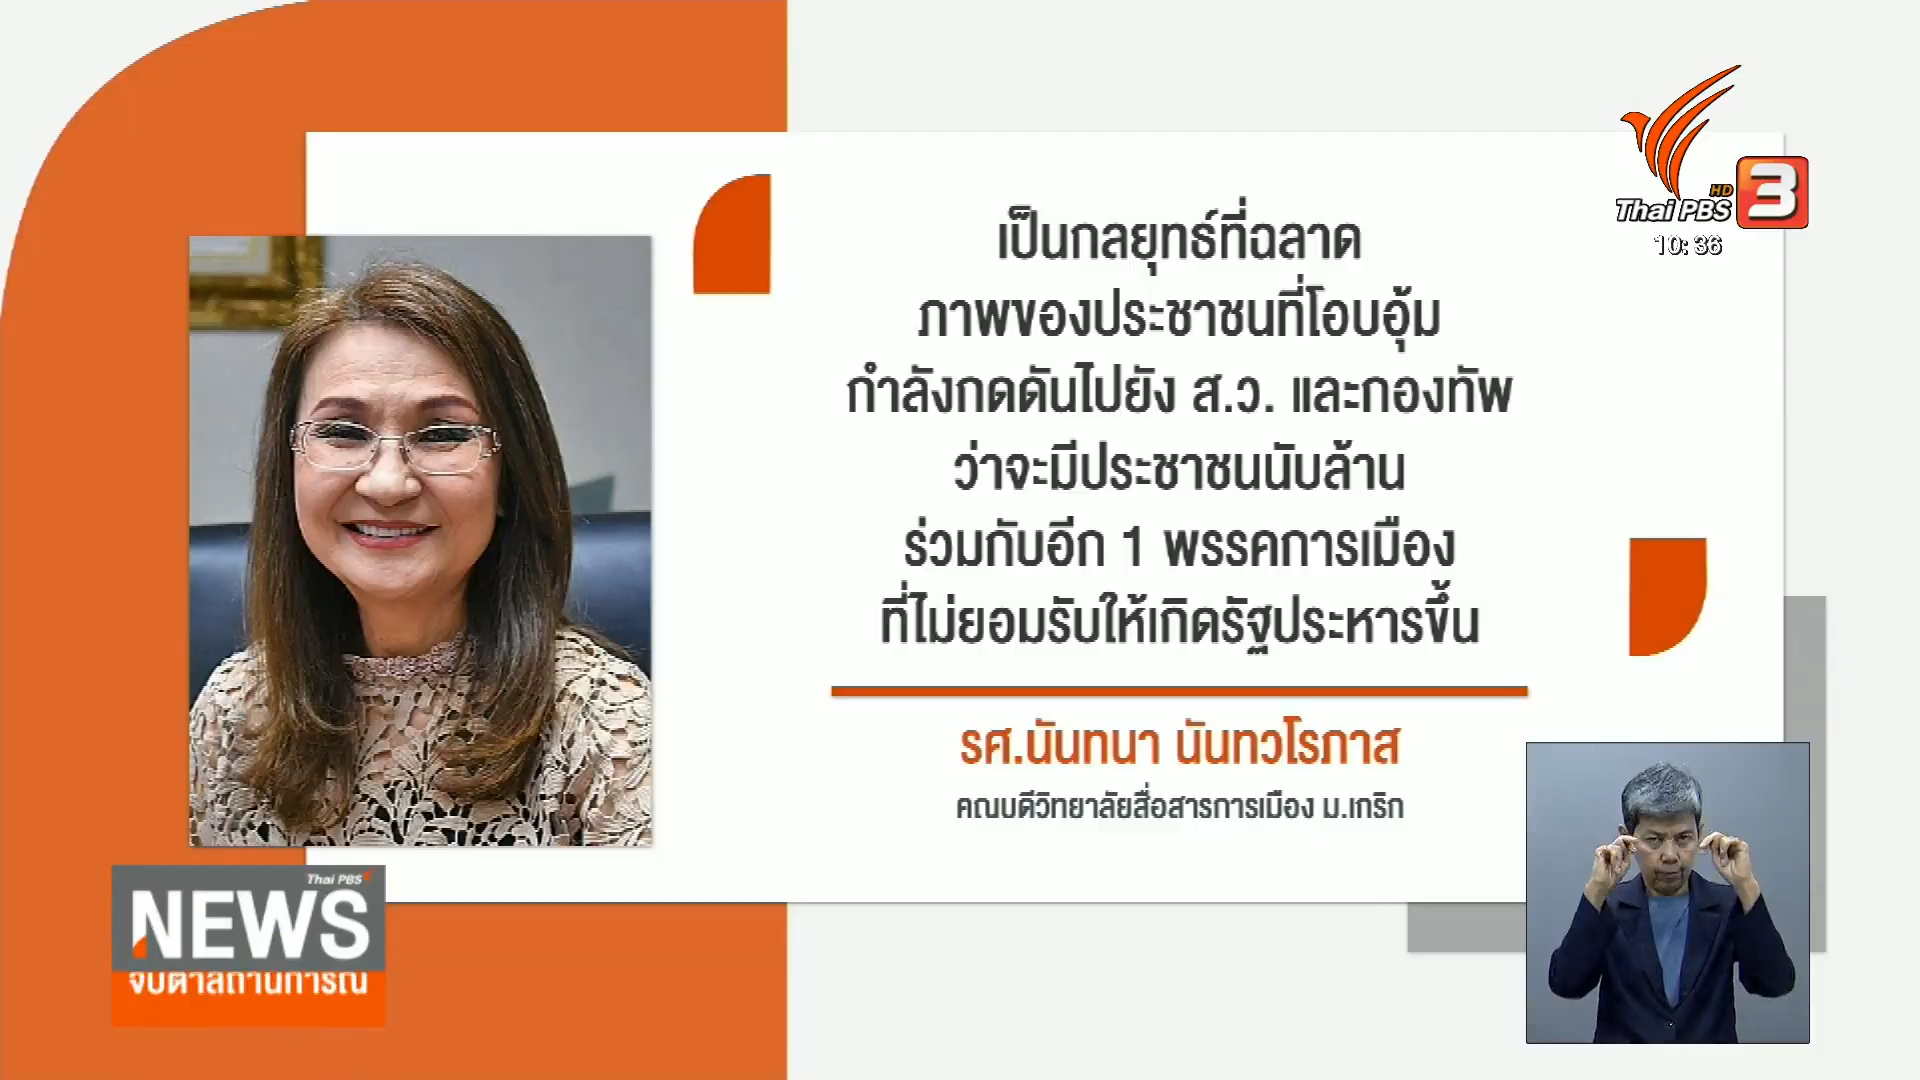 เป็นกลยุทธ์ที่ฉลาด
ภาพของประชาชนที่โอบอุ้ม
กำลังกดดันไปยัง ส.ว. และกองทัพ
ว่าจะมีประชาชนนับล้าน
ร่วมกับอีก 1 พรรคการเมือง
ที่ไม่ยอมรับให้เกิดรัฐประหารขึ้น
รศ.นันทนา นันทวโรภาส
คณบดีวิทยาลัยสื่อสารการเมือง ม.เกริก
HD
Thai PBS 3
10:36
Thai PBS
NEWS
จับตาสถานการณ์